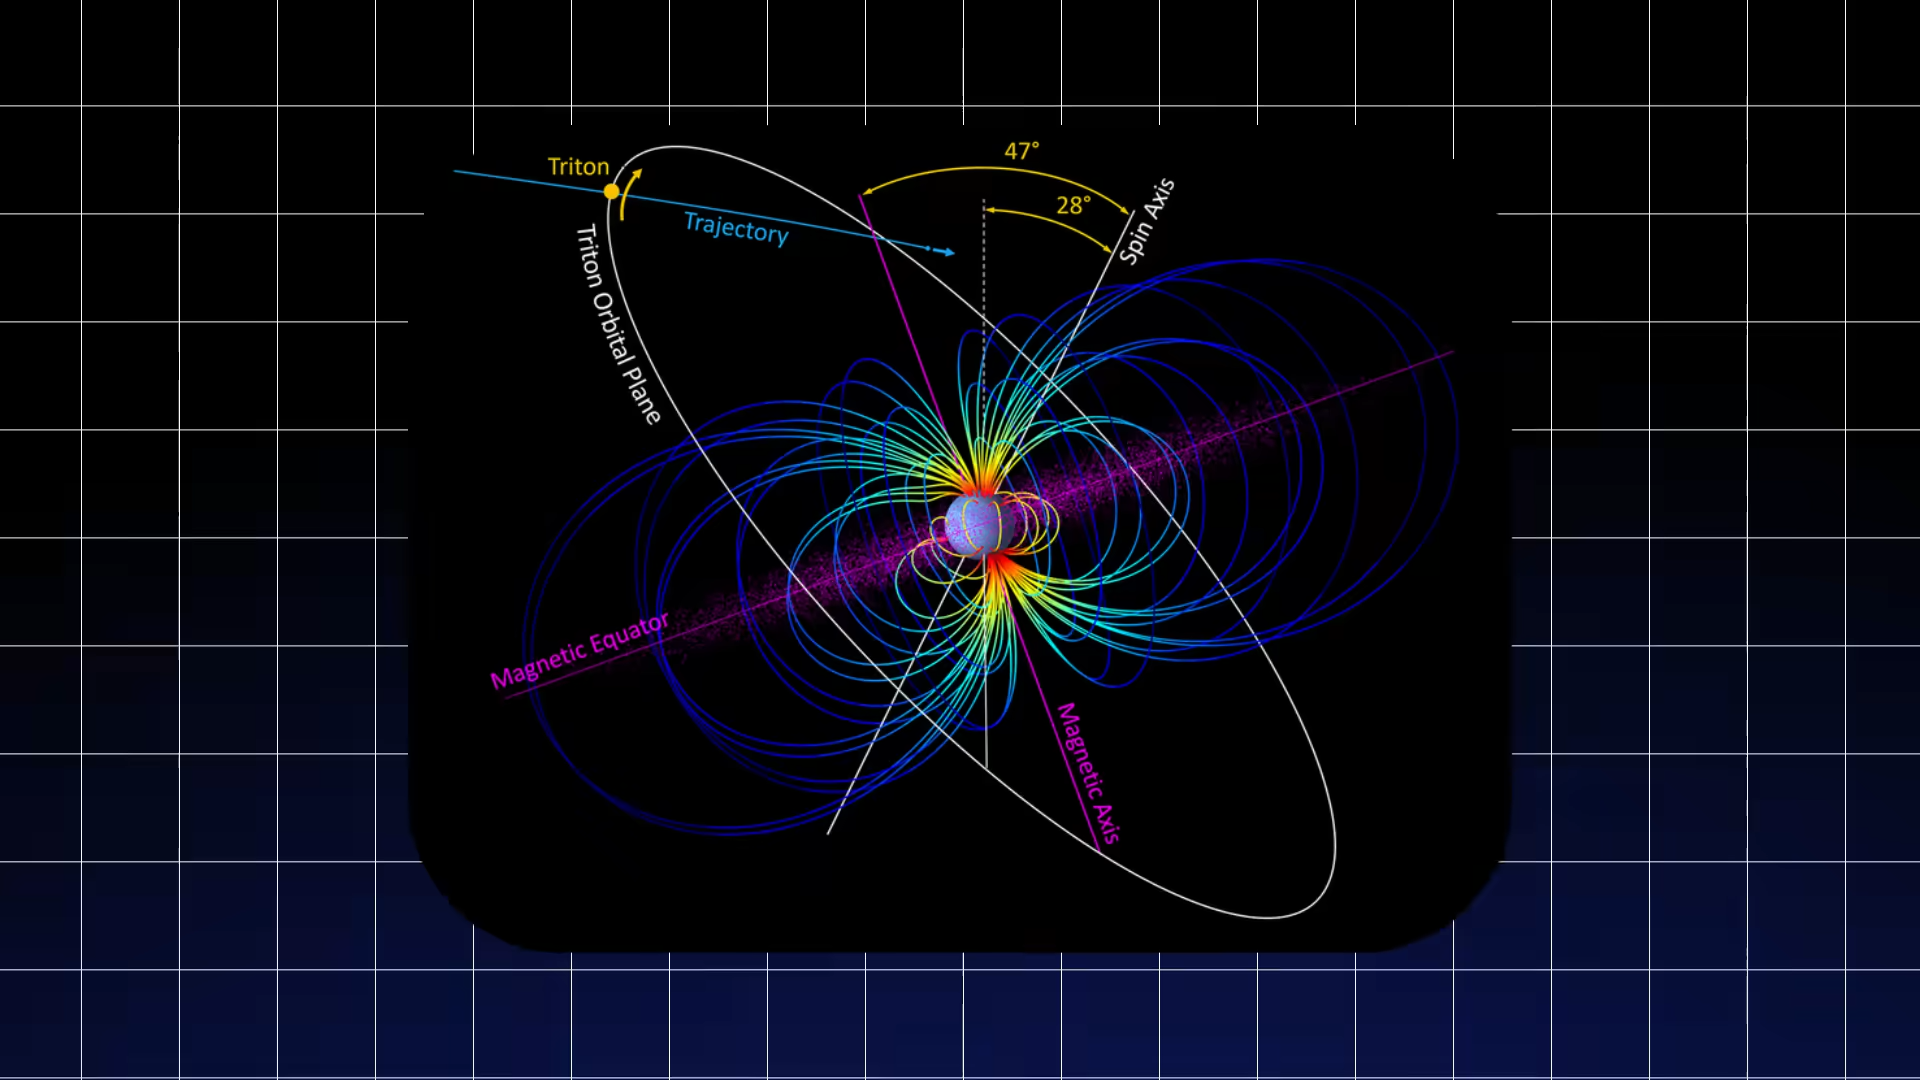 47°
Triton
28°
Spin Axis
Trajectory
Triton Orbital Plane
Magnetic Equator
Magnetic Axis